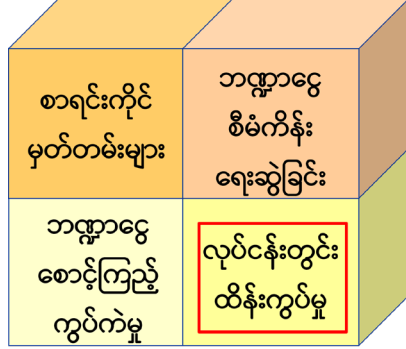 စာရင်းကိုင်
မှတ်တမ်းများ
ဘဏ္ဍာငွေ
စီမံကိန်း
ရေးဆွဲခြင်း
ဘဏ္ဍာငွေ
စောင့်ကြည့်
ကွပ်ကဲမှု
လုပ်ငန်းတွင်း
ထိန်းကွပ်မှု